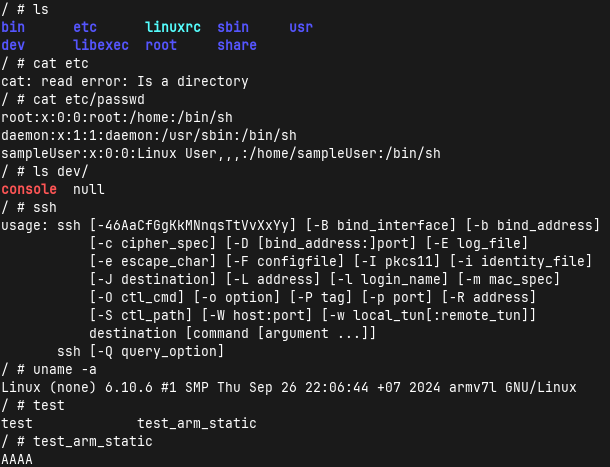 / # ls
bin      etc      linuxrc  sbin     usr
dev      libexec  root     share
/ # cat etc
cat: read error: Is a directory
/ # cat etc/passwd
root:x:0:0:root:/home:/bin/sh
daemon:x:1:1:daemon:/usr/sbin:/bin/sh
sampleUser:x:0:0:Linux User,,,:/home/sampleUser:/bin/sh
/ # ls dev/
console  null
/ # ssh
usage: ssh [-46AaCfGgKkMNnqsTtVvXxYy] [-B bind_interface] [-b bind_address]
           [-c cipher_spec] [-D [bind_address:]port] [-E log_file]
           [-e escape_char] [-F configfile] [-I pkcs11] [-i identity_file]
           [-J destination] [-L address] [-l login_name] [-m mac_spec]
           [-O ctl_cmd] [-o option] [-P tag] [-p port] [-R address]
           [-S ctl_path] [-W host:port] [-w local_tun[:remote_tun]]
           destination [command [argument ...]]
       ssh [-Q query_option]
/ # uname -a
Linux (none) 6.10.6 #1 SMP Thu Sep 26 22:06:44 +07 2024 armv7l GNU/Linux
/ # test
test             test_arm_static
/ # test_arm_static
AAAA